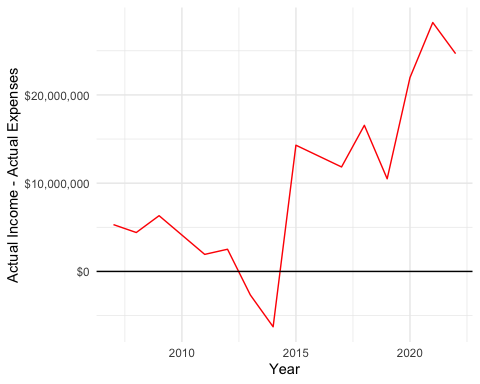 Actual Income - Actual Expenses
$20,000,000
$10,000,000
$0
2010 2015 2020
Year